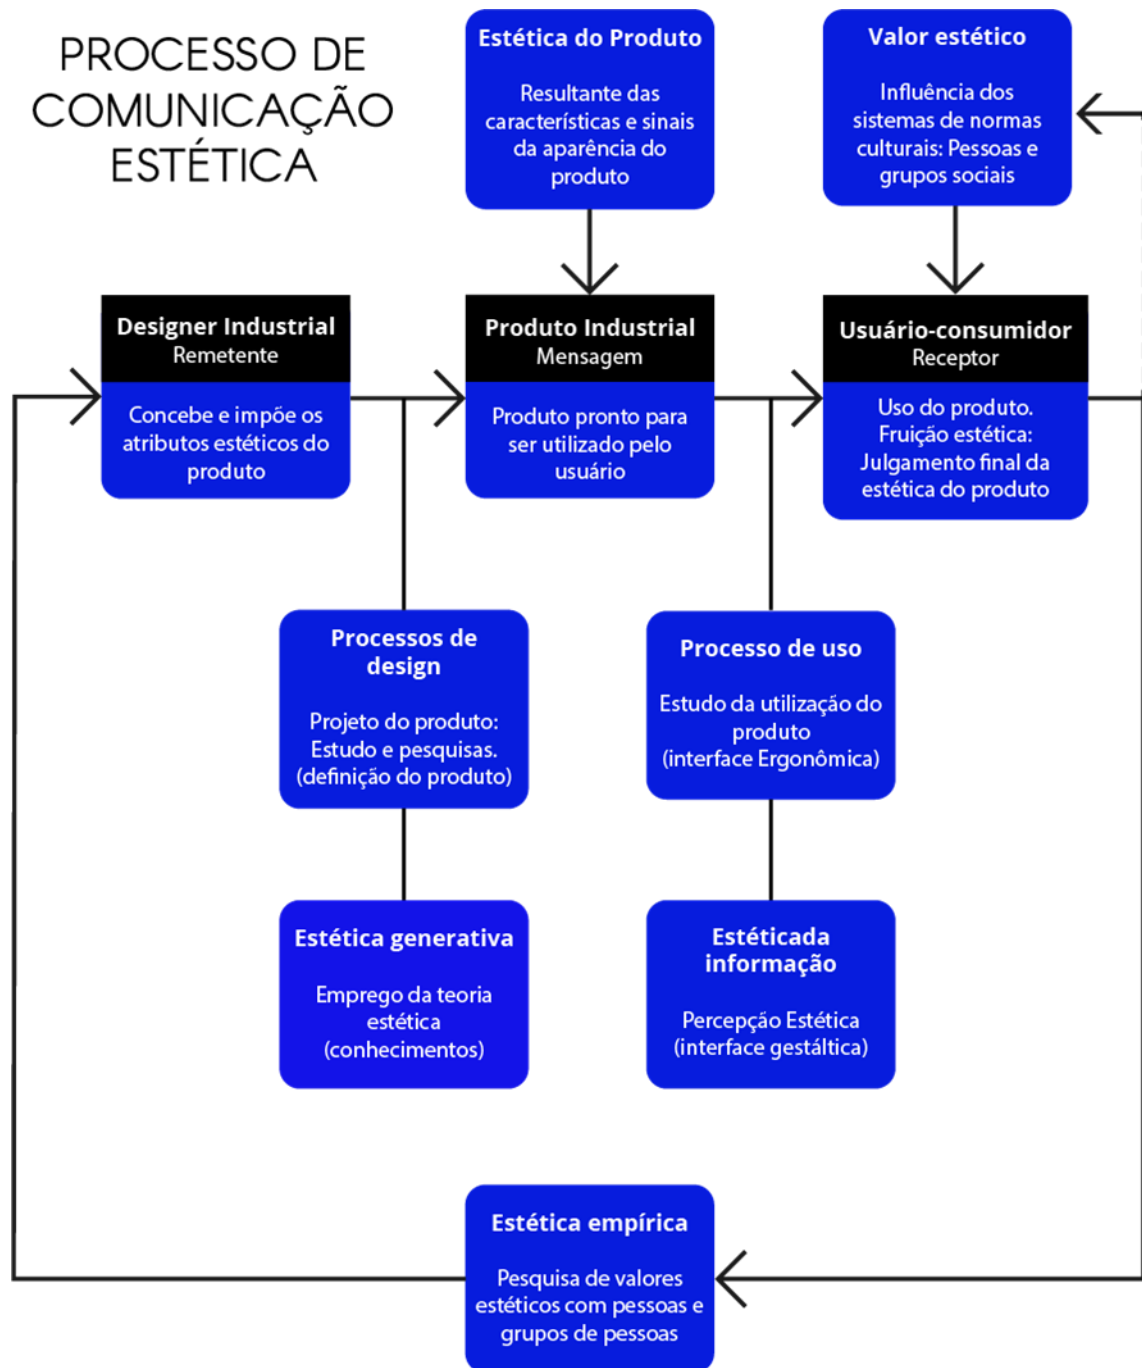 PROCESSO DE
COMUNICAÇÃO
ESTÉTICA
Estética do Produto
Resultante das
características e sinais
da aparência do
produto
Valor estético
Influência dos
sistemas de normas
culturais: Pessoas e
grupos sociais
Designer Industrial
Remetente
Concebe e impõe os
atributos estéticos do
produto
Produto Industrial
Mensagem
Produto pronto para
ser utilizado pelo
usuário
Usuário-consumidor
Receptor
Uso do produto.
Fruição estética:
Julgamento final da
estética do produto
Processos de
design
Projeto do produto:
Estudo e pesquisas.
(definição do produto)
Processo de uso
Estudo da utilização do
produto
(interface Ergonômica)
Estética generativa
Emprego da teoria
estética
(conhecimentos)
Estéticada
informação
Percepção Estética
(interface gestáltica)
Estética empírica
Pesquisa de valores
estéticos com pessoas e
grupos de pessoas